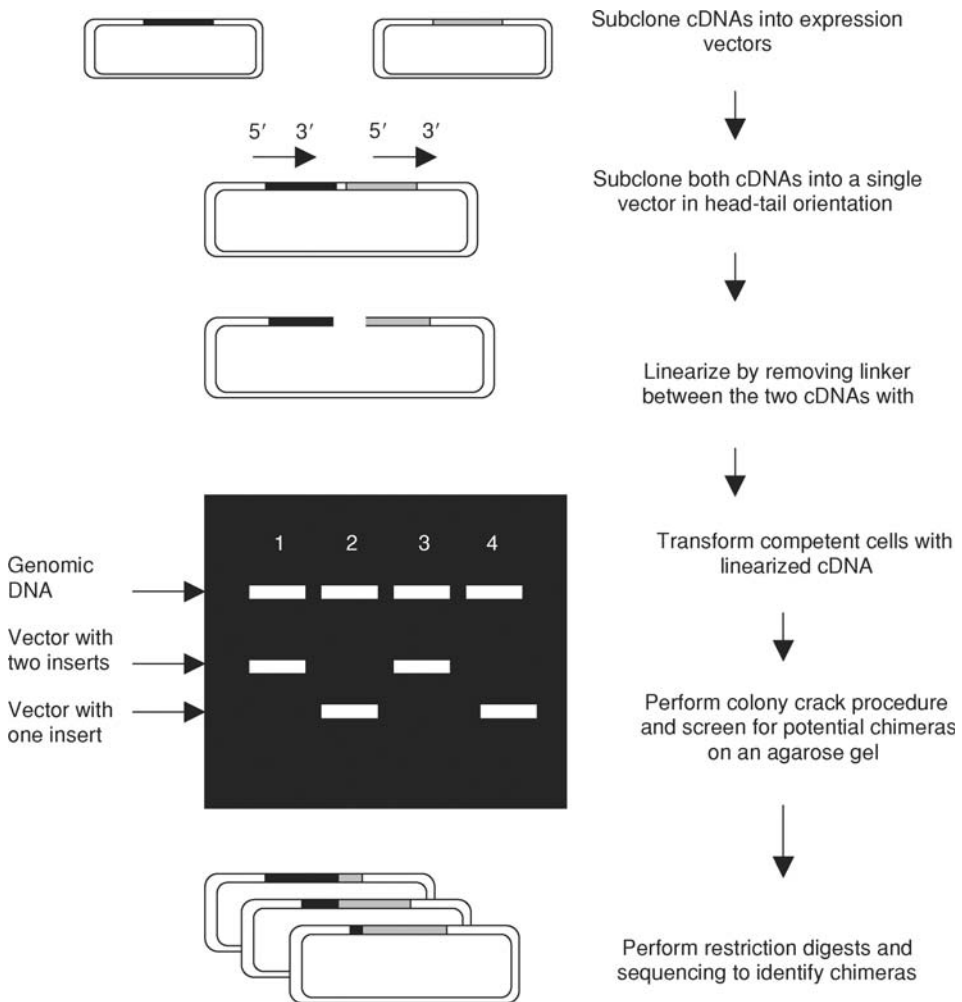 Subclone cDNAs into expression
vectors
5′ 3′ 5′ 3′
Subclone both cDNAs into a single
vector in head-tail orientation
Linearize by removing linker
between the two cDNAs with
Transform competent cells with
linearized cDNA
1 2 3 4
Genomic
DNA
Vector with
two inserts
Vector with
one insert
Perform colony crack procedure
and screen for potential chimeras
on an agarose gel
Perform restriction digests and
sequencing to identify chimeras